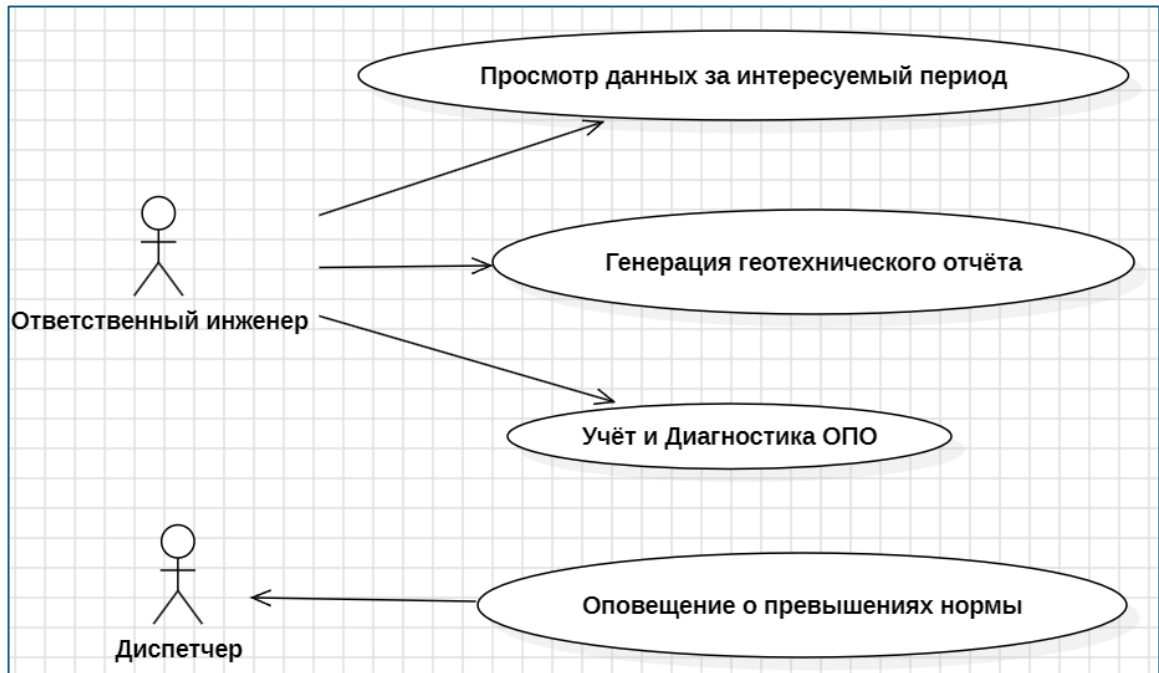 Просмотр данных за интересуемый период
Генерация геотехнического отчёта
Ответственный инженер
Учёт и Диагностика ОПО
Оповещение о превышениях нормы
Диспетчер